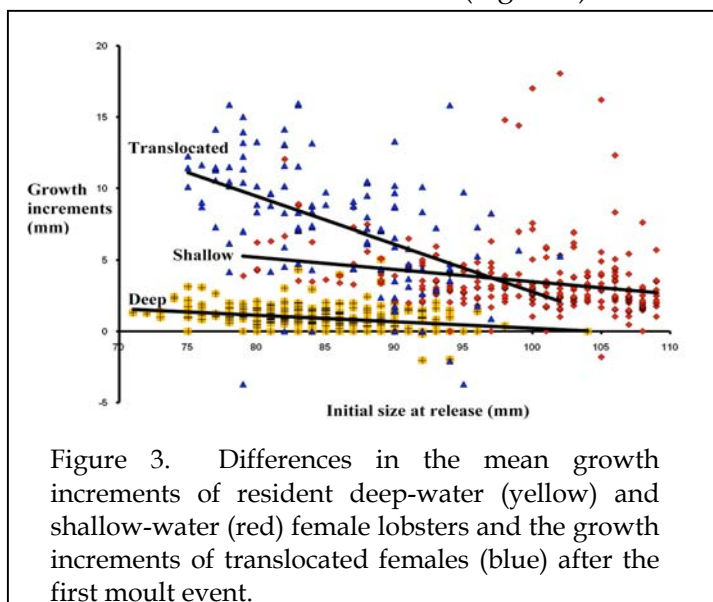 20
15
Translocated
10
Growth
increments
(mm)
Shallow
5
Deep
0
70 75 80 85 90 95 100 105 110
-5
Initial size at release (mm)
Figure 3. Differences in the mean growth
increments of resident deep-water (yellow) and
shallow-water (red) female lobsters and the growth
increments of translocated females (blue) after the
first moult event.